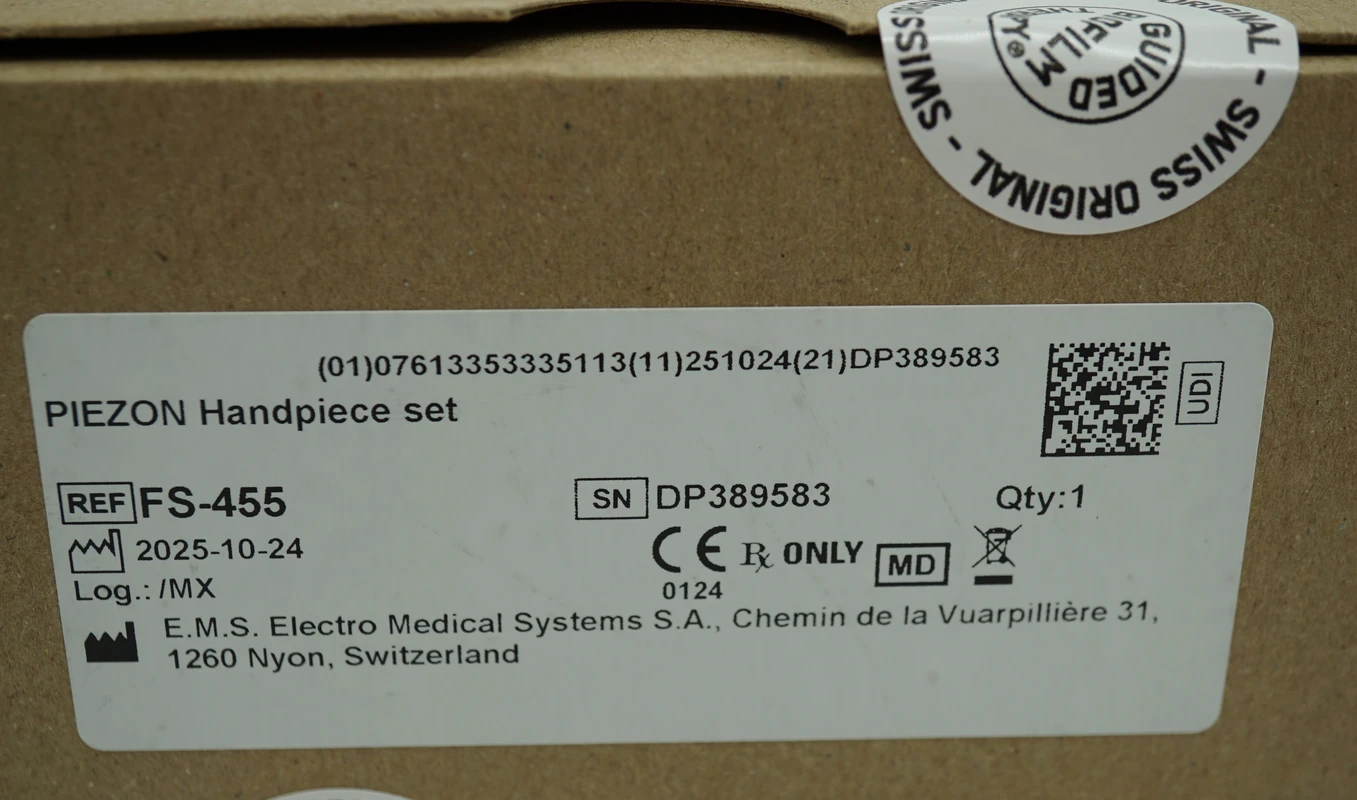 ORIGINAL - SWISS ORIGINAL - SWISS
GUIDED
BIOFILM
THERAPY®
(01)07613353335113(11)251024(21)DP389583
UDI
PIEZON Handpiece set
REF FS-455
SN DP389583
Qty:1
2025-10-24
CE Rx ONLY MD
0124
Log.: /MX
E.M.S. Electro Medical Systems S.A., Chemin de la Vuarpillière 31,
1260 Nyon, Switzerland